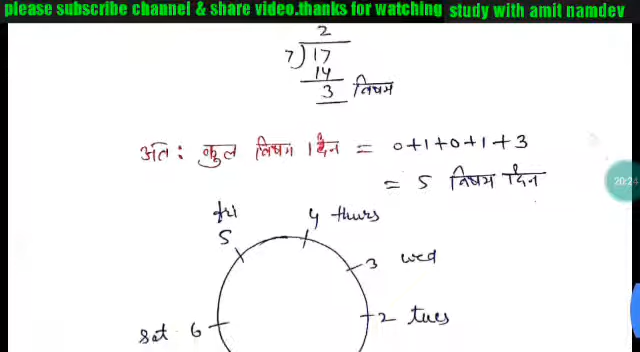 please subscribe channel & share video.thanks for watching study with amit namdev
2
7) 17
14
3 विषम
अतः कुल विषम दिन = 0+1+0+1+3
= 5 विषम दिन
20:24
fri
5
4 thurs
3 wed
2 tues
sat 6